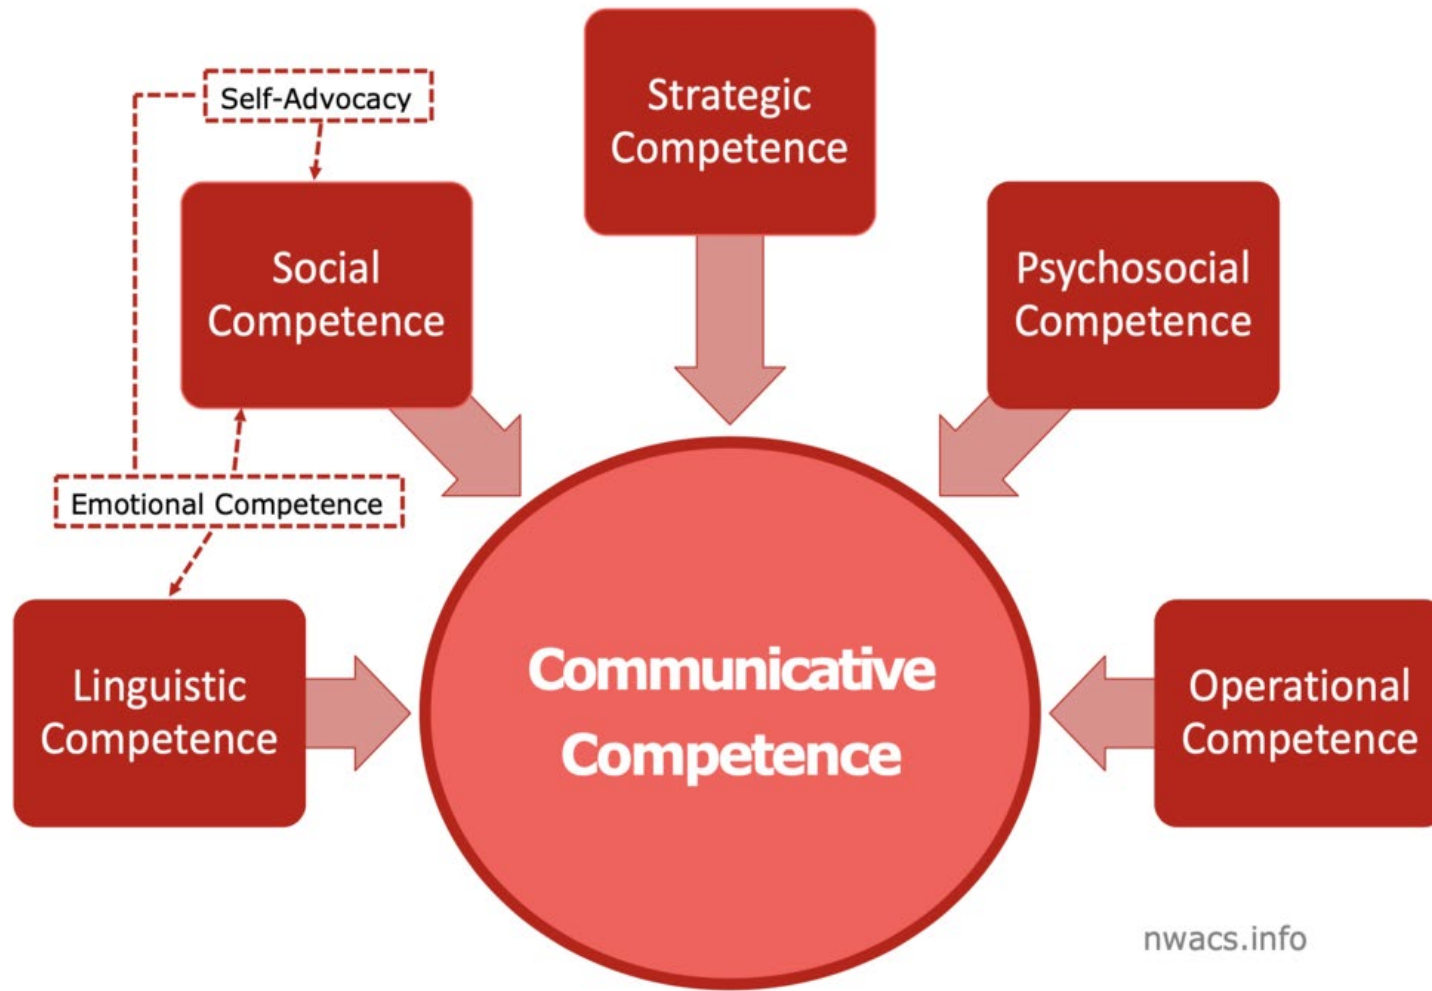 Self-Advocacy
Strategic
Competence
Social
Competence
Psychosocial
Competence
Emotional Competence
Linguistic
Competence
Communicative
Competence
Operational
Competence
nwacs.info